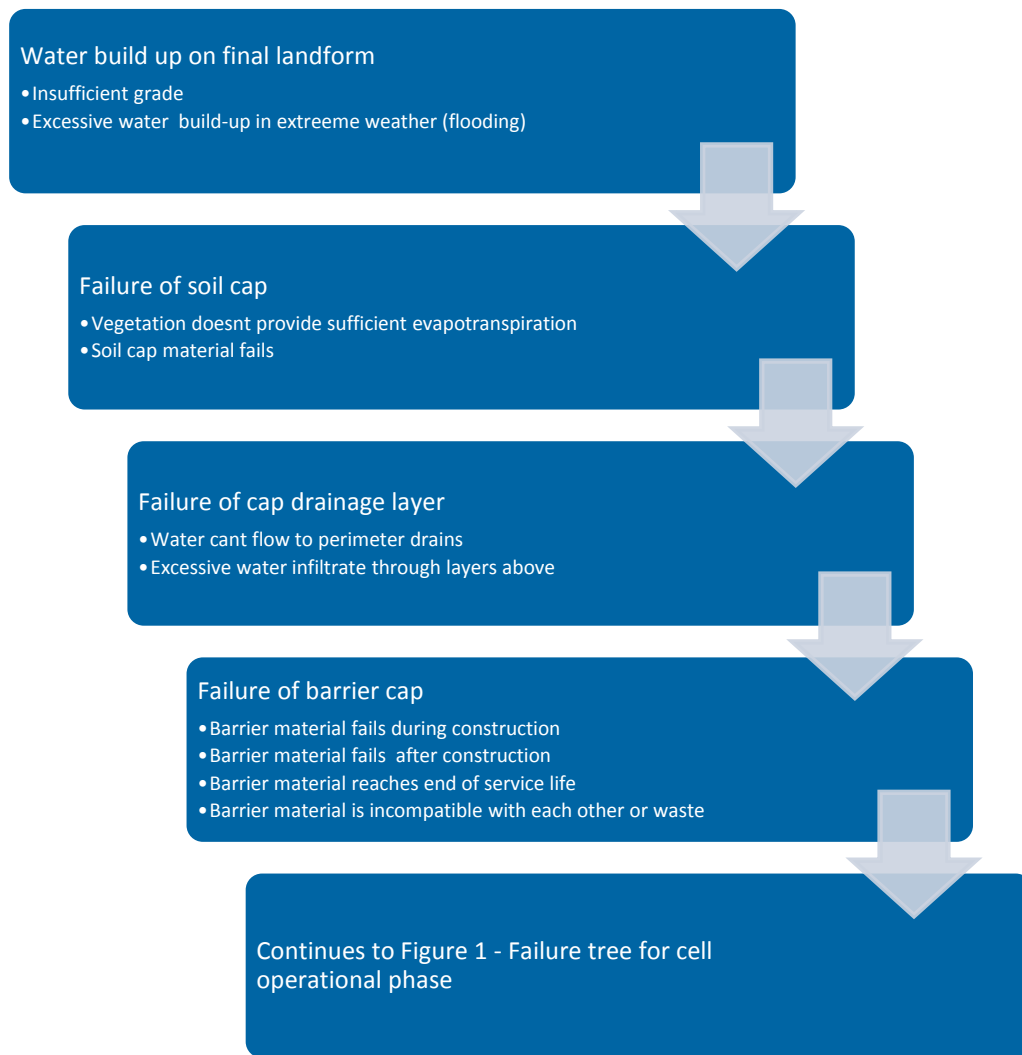 Water build up on final landform
•Insufficient grade
•Excessive water build-up in extreeme weather (flooding)
Failure of soil cap
•Vegetation doesnt provide sufficient evapotranspiration
•Soil cap material fails
Failure of cap drainage layer
•Water cant flow to perimeter drains
•Excessive water infiltrate through layers above
Failure of barrier cap
•Barrier material fails during construction
•Barrier material fails after construction
•Barrier material reaches end of service life
•Barrier material is incompatible with each other or waste
Continues to Figure 1 - Failure tree for cell
operational phase